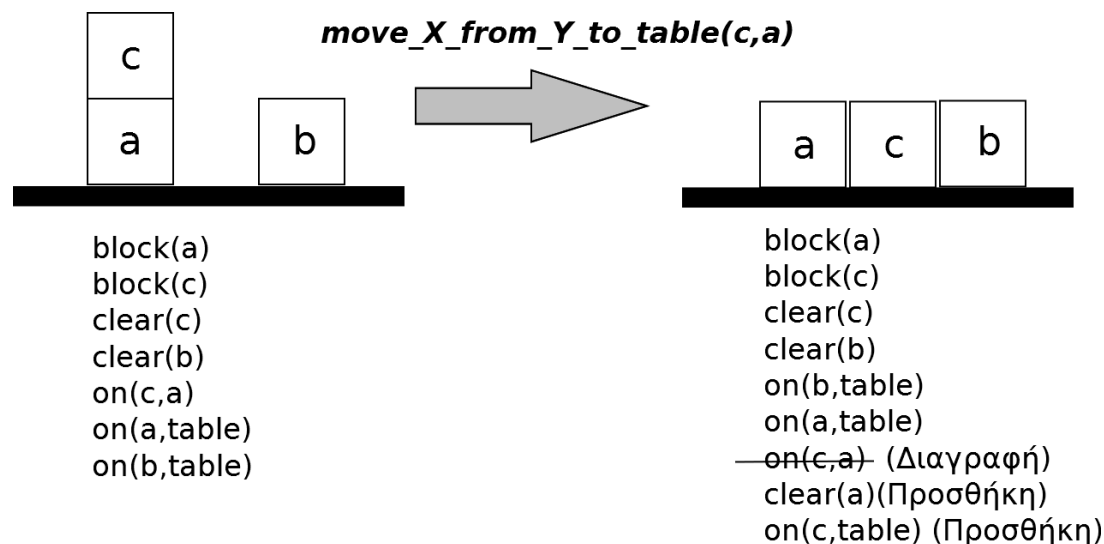 move_X_from_Y_to_table(c,a)
c
a
b
block(a)
block(c)
clear(c)
clear(b)
on(c,a)
on(a,table)
on(b,table)
a c b
block(a)
block(c)
clear(c)
clear(b)
on(b,table)
on(a,table)
on(c,a) (Διαγραφή)
clear(a)(Προσθήκη)
on(c,table) (Προσθήκη)